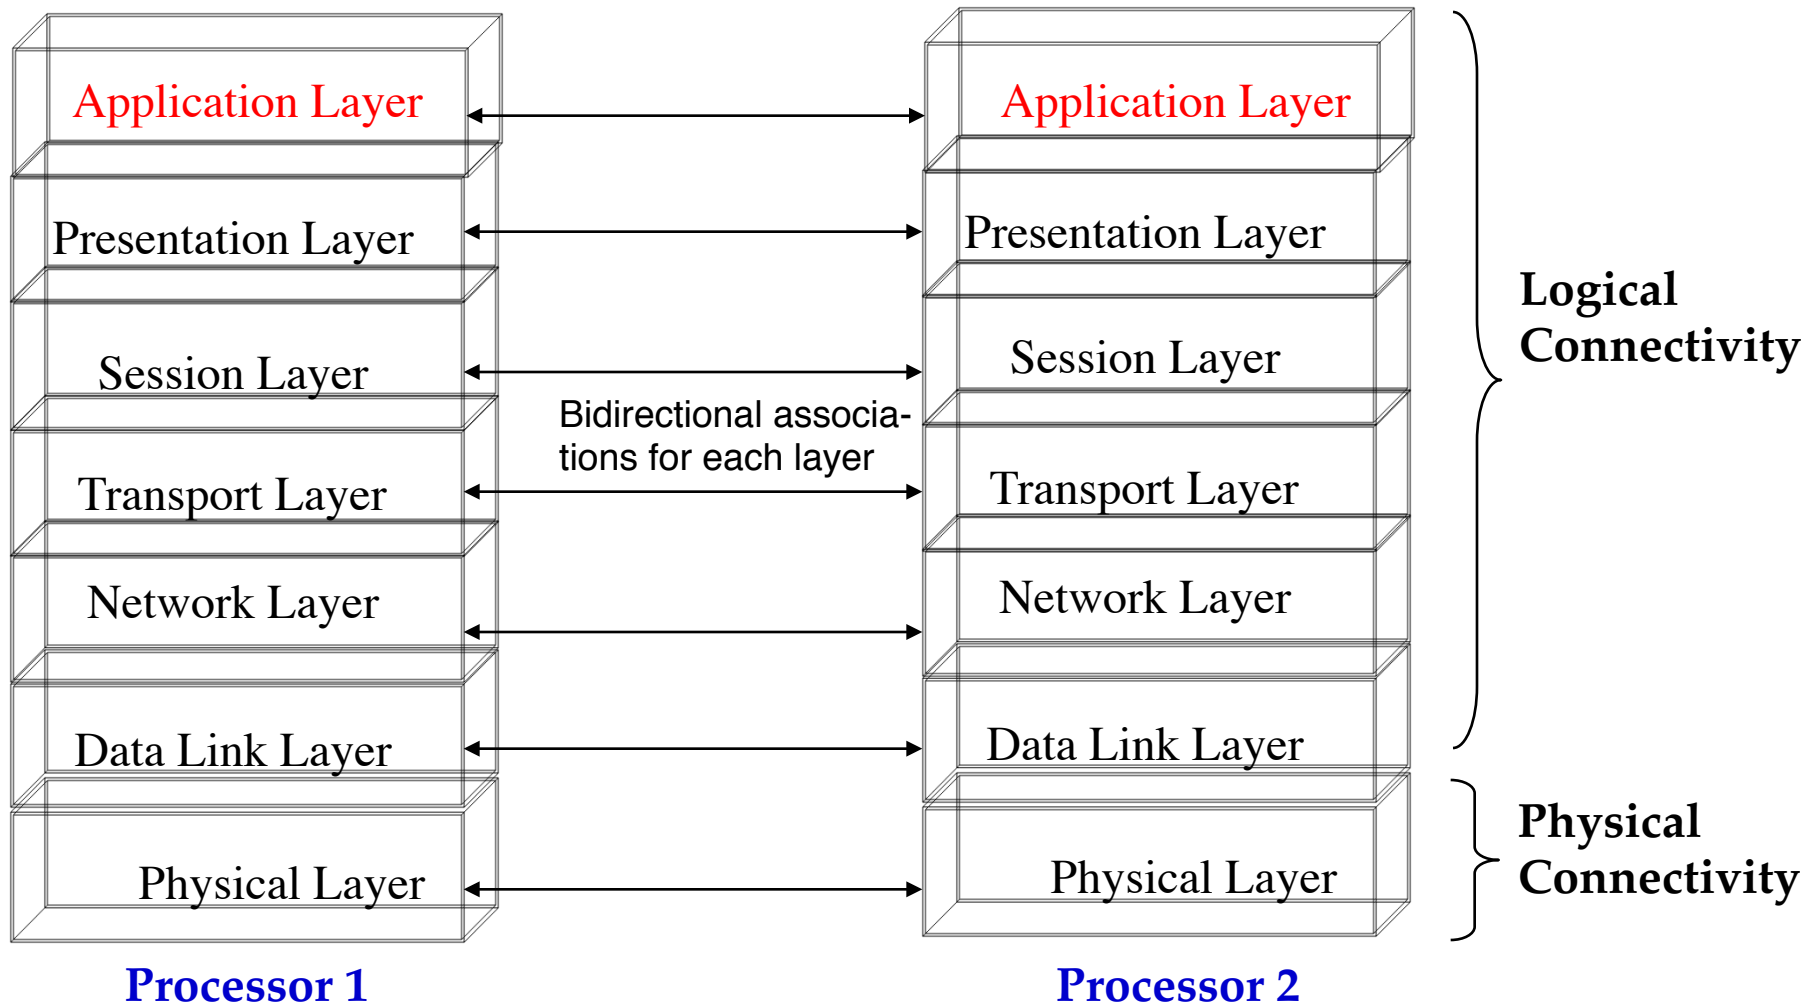 Application Layer
Application Layer
Presentation Layer
Presentation Layer
Logical
Connectivity
Session Layer
Session Layer
Bidirectional associa-
tions for each layer
Transport Layer
Transport Layer
Network Layer
Network Layer
Data Link Layer
Data Link Layer
Physical
Connectivity
Physical Layer
Physical Layer
Processor 1
Processor 2